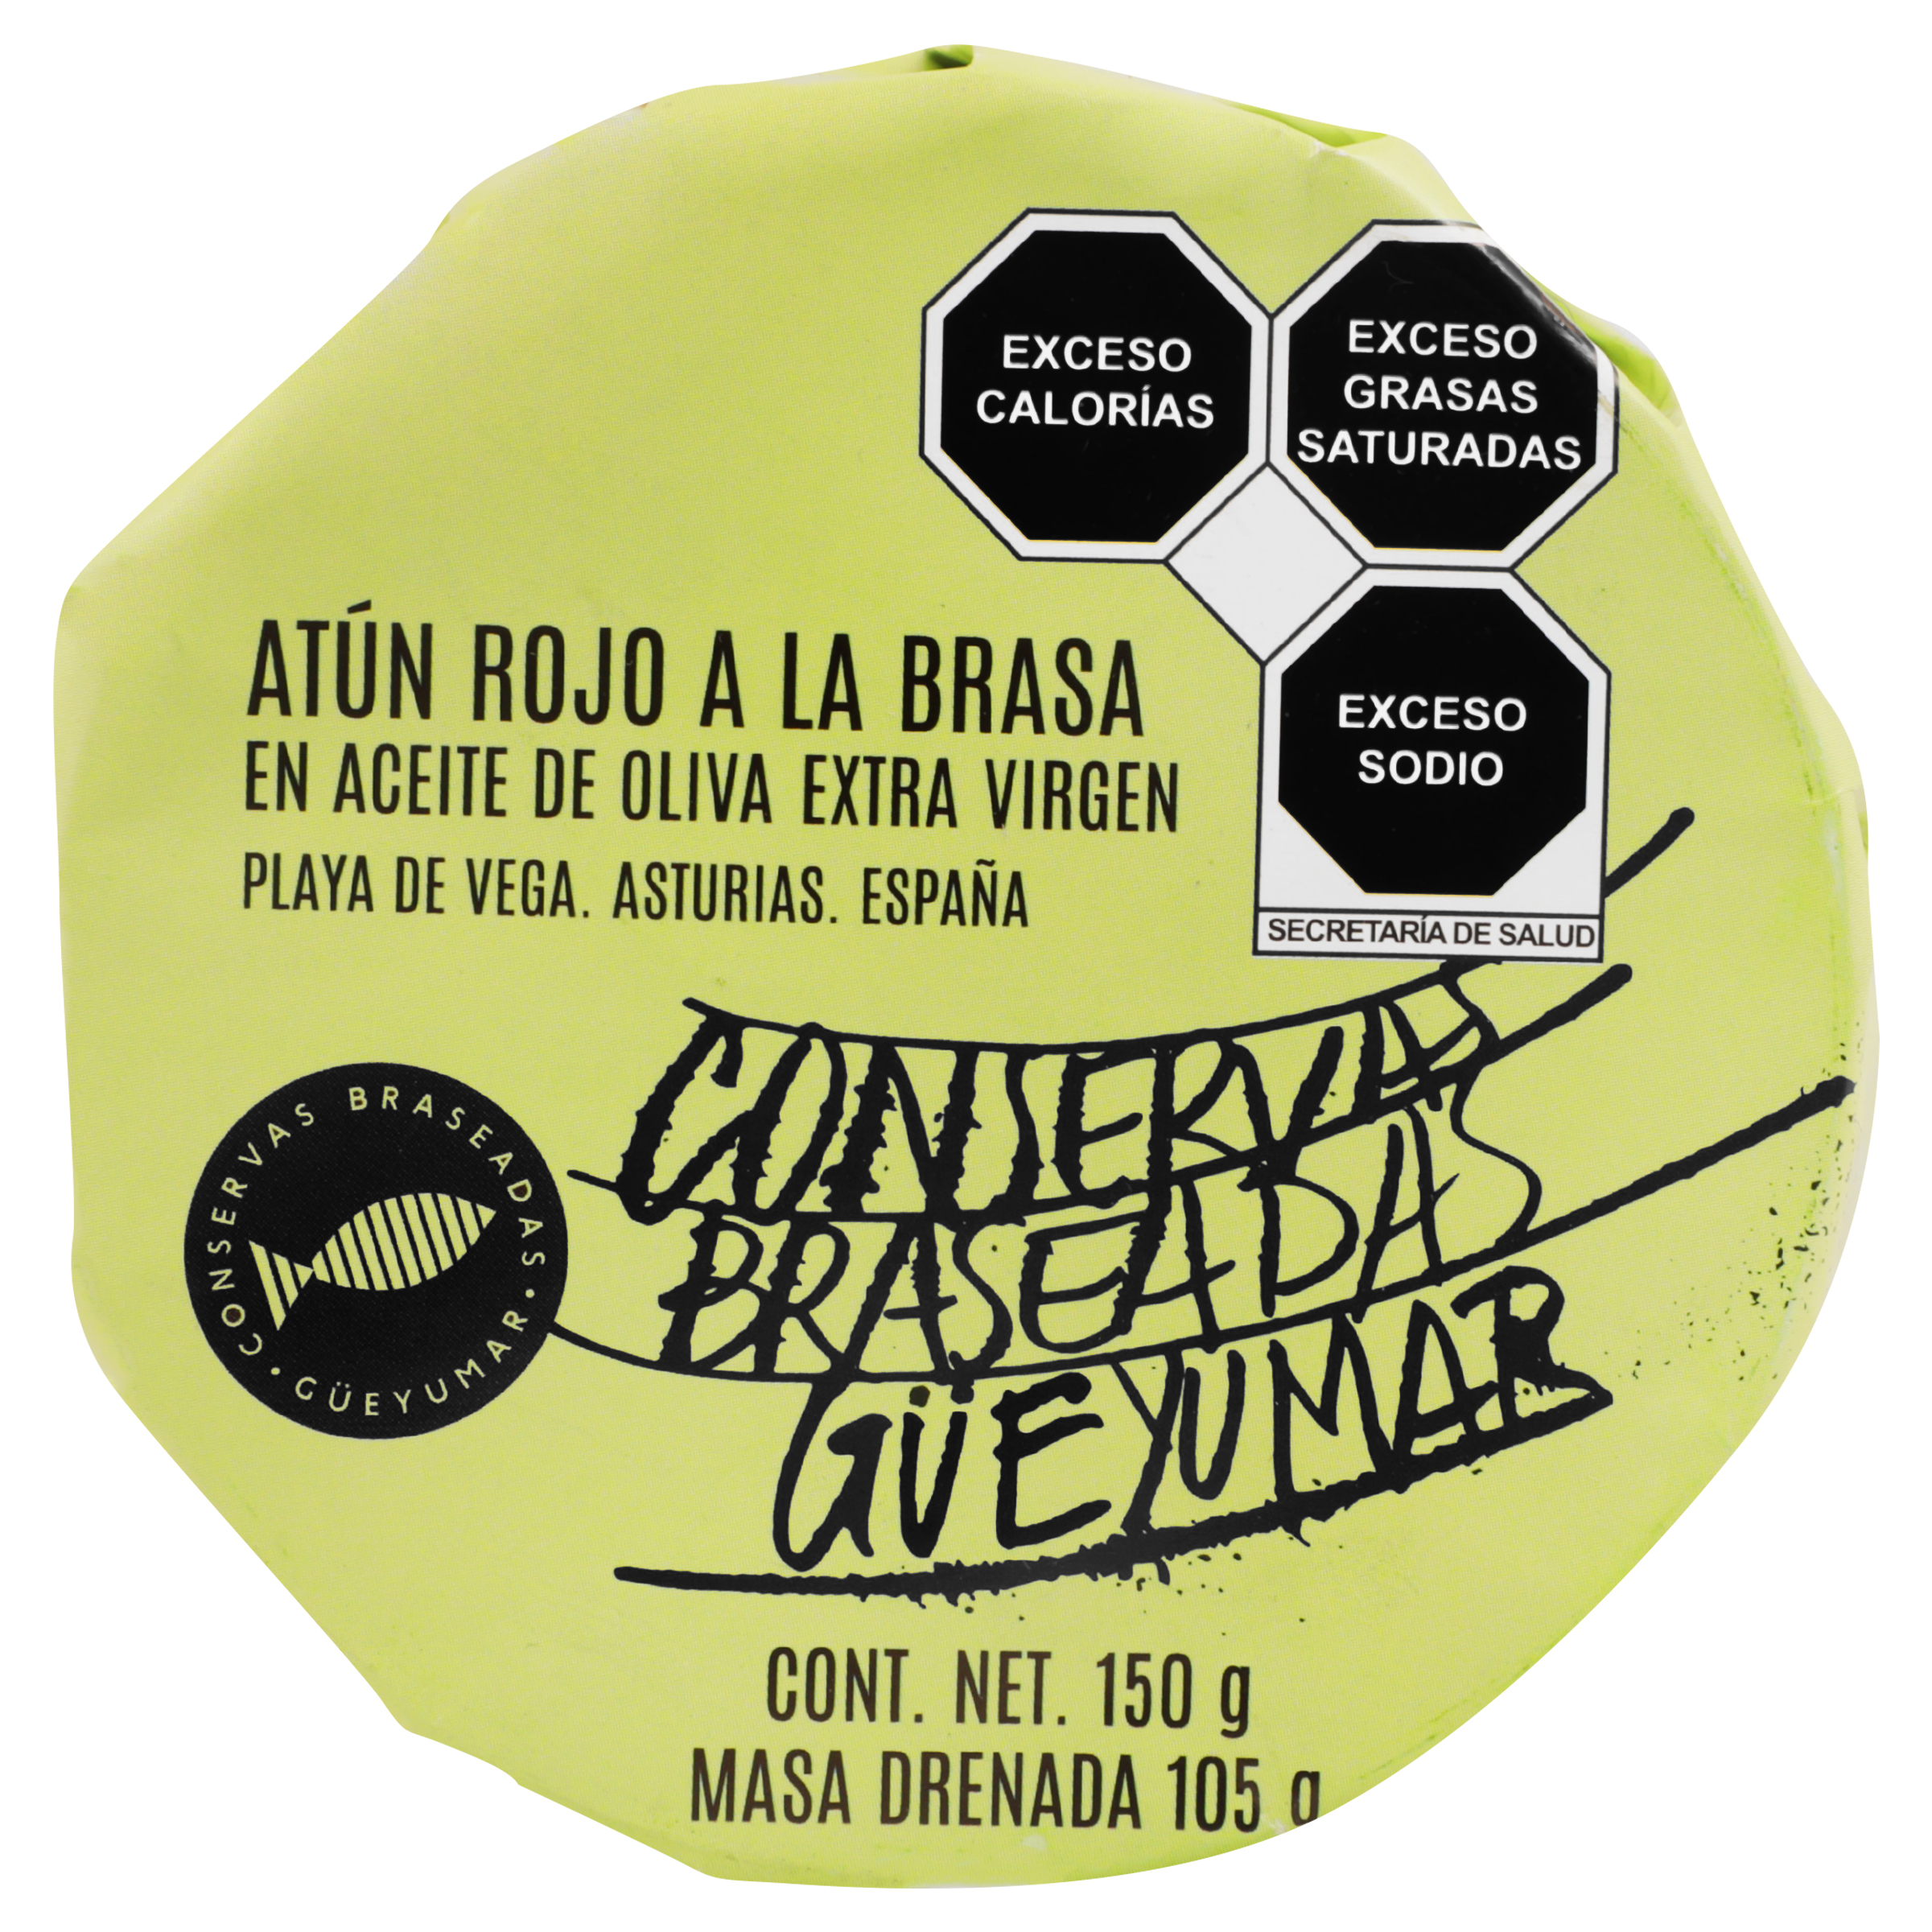 EXCESO
CALORÍAS
EXCESO
GRASAS
SATURADAS
EXCESO
SODIO
SECRETARÍA DE SALUD
ATÚN ROJO A LA BRASA
EN ACEITE DE OLIVA EXTRA VIRGEN
PLAYA DE VEGA. ASTURIAS. ESPAÑA
CONSERVAS BRASEADAS • GÜEYUMAR •
CONSERVAS
BRASEADAS
GÜEYUMAR
CONT. NET. 150 g
MASA DRENADA 105 g